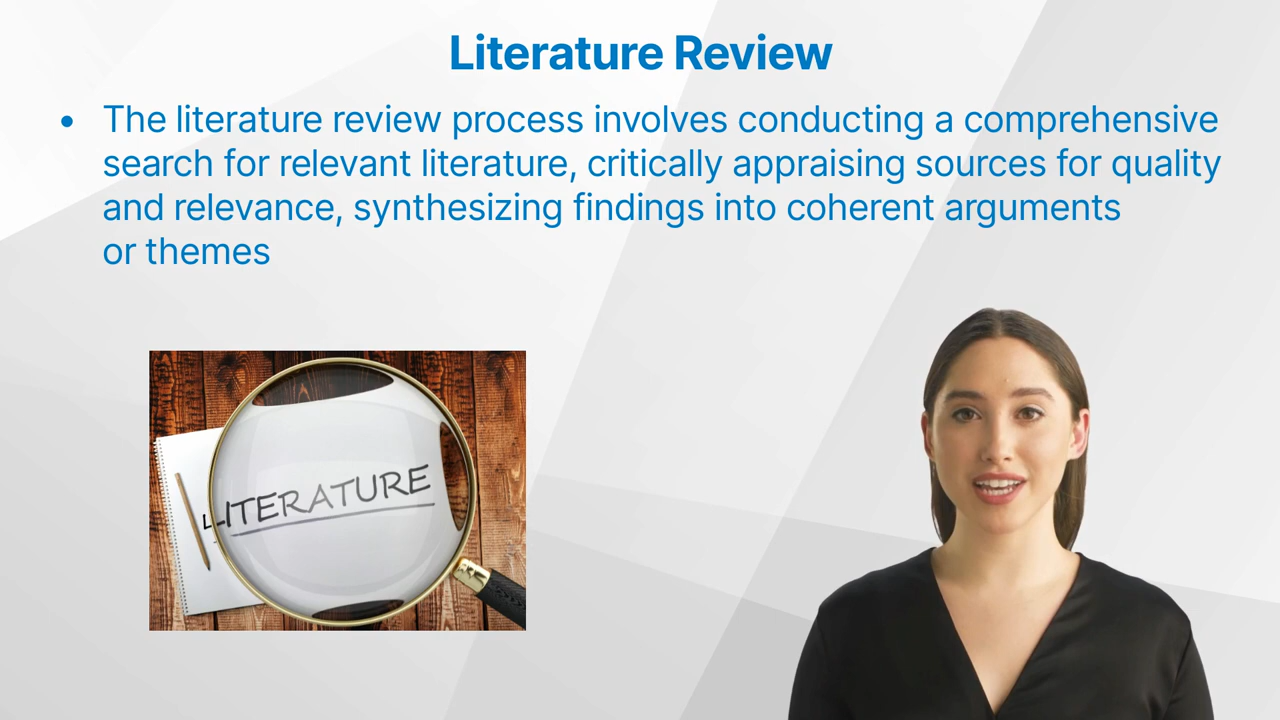 Literature Review
• The literature review process involves conducting a comprehensive
search for relevant literature, critically appraising sources for quality
and relevance, synthesizing findings into coherent arguments
or themes
LITERATURE